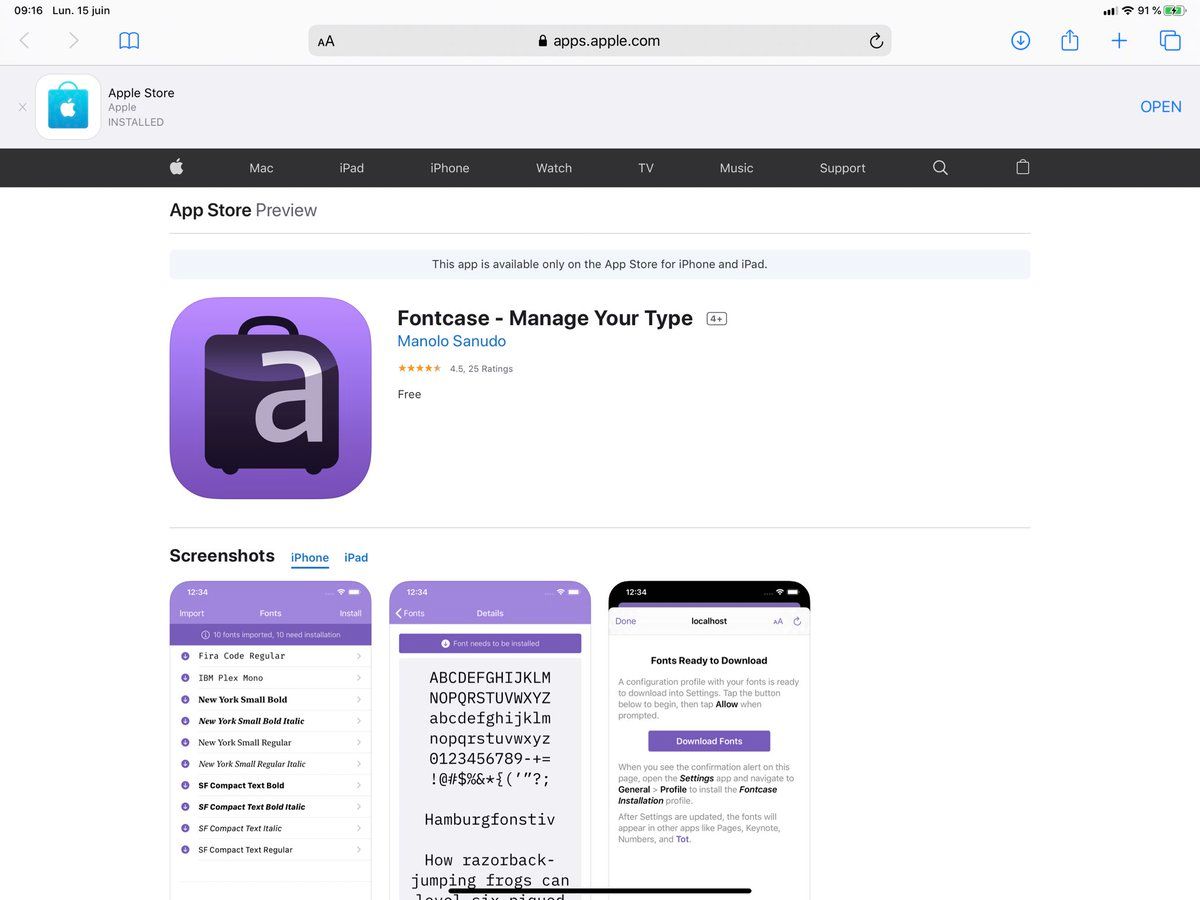 09:16 Lun. 15 juin
91 %
AA apps.apple.com
Apple Store
Apple
INSTALLED
OPEN
Mac iPad iPhone Watch TV Music Support
App Store Preview
This app is available only on the App Store for iPhone and iPad.
a
Fontcase - Manage Your Type 4+
Manolo Sanudo
4.5, 25 Ratings
Free
Screenshots iPhone iPad
12:34
Import Fonts Install
10 fonts imported, 10 need installation
Fira Code Regular
IBM Plex Mono
New York Small Bold
New York Small Bold Italic
New York Small Regular
New York Small Regular Italic
SF Compact Text Bold
SF Compact Text Bold Italic
SF Compact Text Italic
SF Compact Text Regular
12:34
Fonts Details
Font needs to be installed
ABCDEFGHIJKLM
NOPQRSTUVWXYZ
abcdefghijklm
nopqrstuvwxyz
0123456789-+=
!@#$%&*{(‘’”?;
Hamburgfonstiv
How razorback-
jumping frogs can
level six piqued
12:34
Done localhost AA
Fonts Ready to Download
A configuration profile with your fonts is ready
to download into Settings. Tap the button
below to begin, then tap Allow when
prompted.
Download Fonts
When you see the confirmation alert on this
page, open the Settings app and navigate to
General > Profile to install the Fontcase
Installation profile.
After Settings are updated, the fonts will
appear in other apps like Pages, Keynote,
Numbers, and Tot.